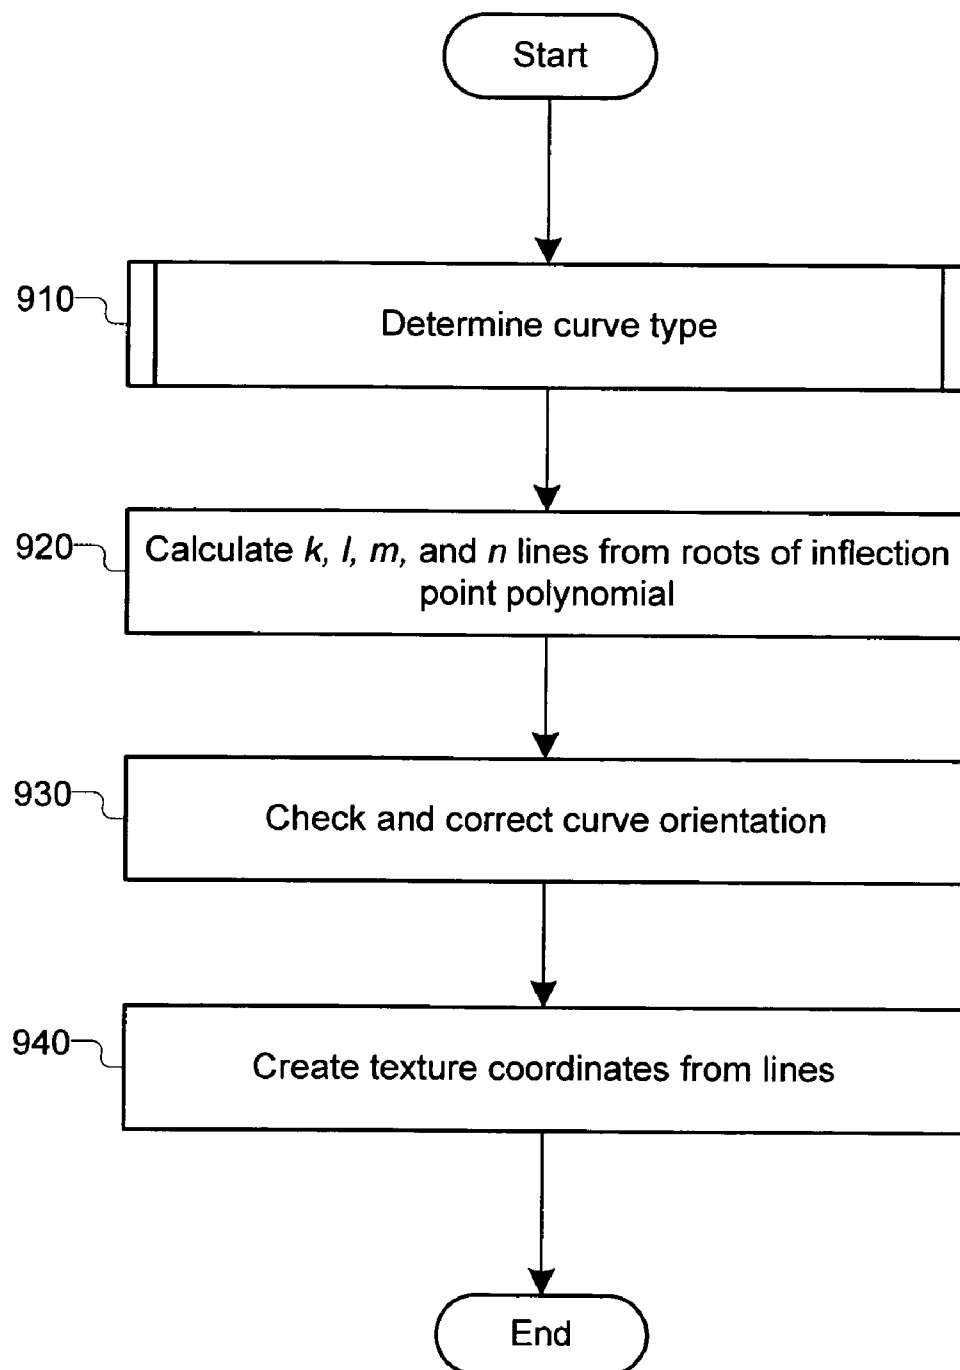 Start
910
Determine curve type
920
Calculate k, l, m, and n lines from roots of inflection
point polynomial
930
Check and correct curve orientation
940
Create texture coordinates from lines
End